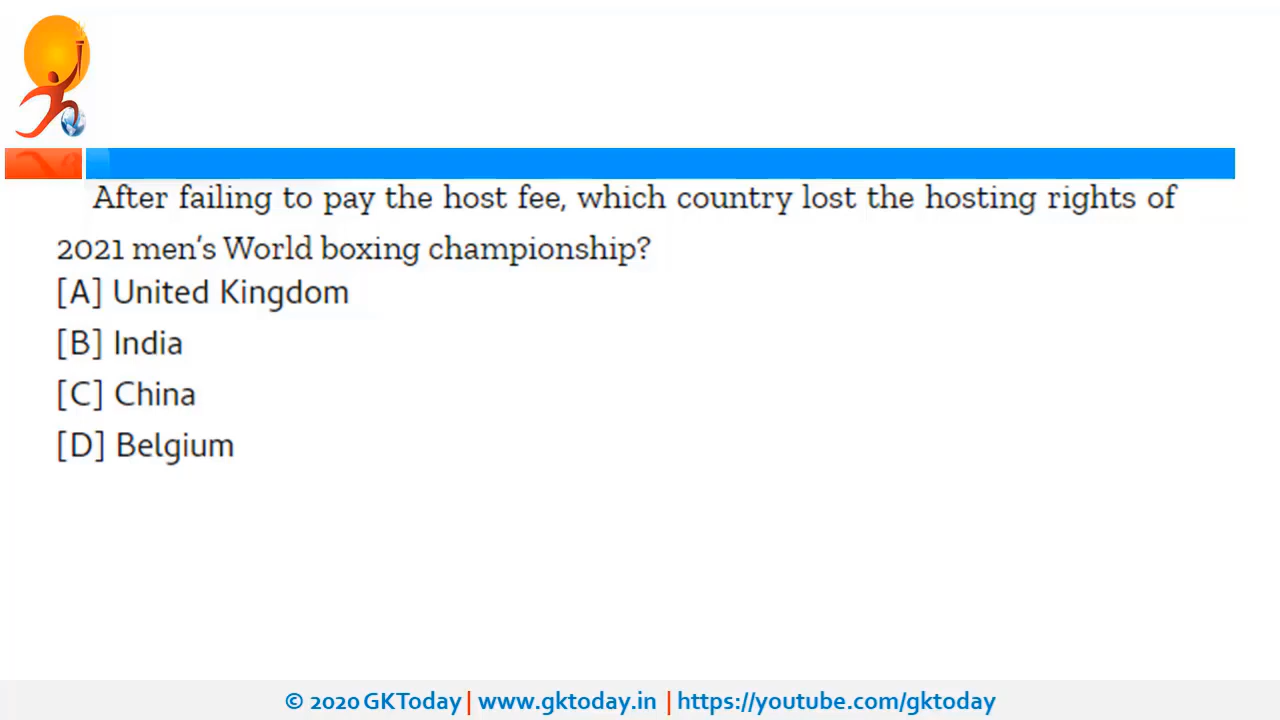 After failing to pay the host fee, which country lost the hosting rights of
2021 men's World boxing championship?
[A] United Kingdom
[B] India
[C] China
[D] Belgium
© 2020 GKToday | www.gktoday.in | https://youtube.com/gktoday